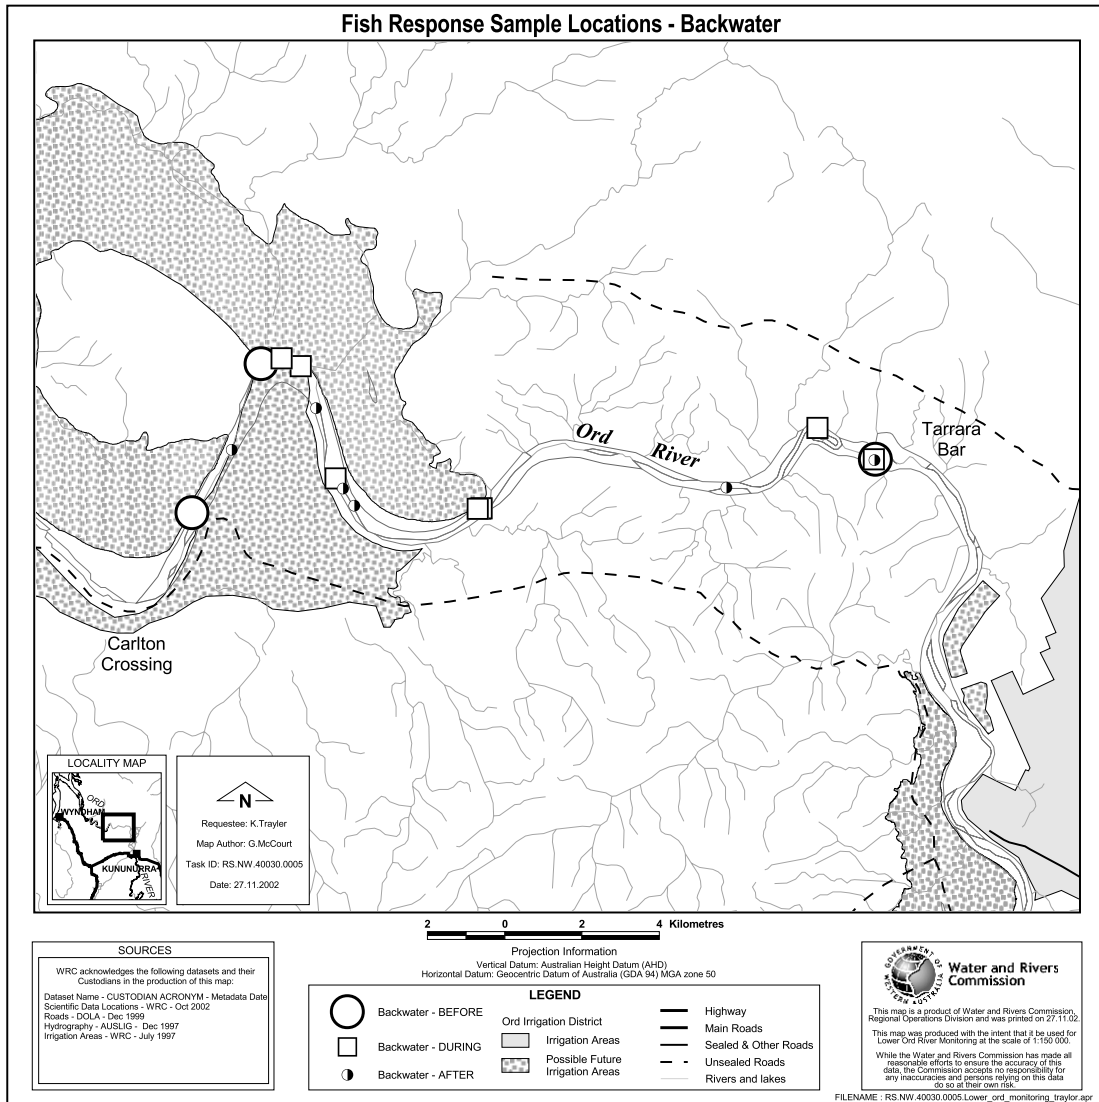 Fish Response Sample Locations - Backwater
Ord
River
Tarrara
Bar
Carlton
Crossing
LOCALITY MAP
ORD
WYNDHAM
KUNUNURRA
RIVER
N
Requestee: K.Trayler
Map Author: G.McCourt
Task ID: RS.NW.40030.0005
Date: 27.11.2002
2 0 2 4 Kilometres
Projection Information
Vertical Datum: Australian Height Datum (AHD)
Horizontal Datum: Geocentric Datum of Australia (GDA 94) MGA zone 50
SOURCES
WRC acknowledges the following datasets and their
Custodians in the production of this map:
Dataset Name - CUSTODIAN ACRONYM - Metadata Date
Scientific Data Locations - WRC - Oct 2002
Roads - DOLA - Dec 1999
Hydrography - AUSLIG - Dec 1997
Irrigation Areas - WRC - July 1997
LEGEND
Backwater - BEFORE
Backwater - DURING
Backwater - AFTER
Ord Irrigation District
Irrigation Areas
Possible Future
Irrigation Areas
Highway
Main Roads
Sealed & Other Roads
Unsealed Roads
Rivers and lakes
GOVERNMENT OF
WESTERN AUSTRALIA
Water and Rivers
Commission
This map is a product of Water and Rivers Commission,
Regional Operations Division and was printed on 27.11.02.
This map was produced with the intent that it be used for
Lower Ord River Monitoring at the scale of 1:150 000.
While the Water and Rivers Commission has made all
reasonable efforts to ensure the accuracy of this
data, the Commission accepts no responsibility for
any inaccuracies and persons relying on this data
do so at their own risk.
FILENAME : RS.NW.40030.0005.Lower_ord_monitoring_traylor.apr